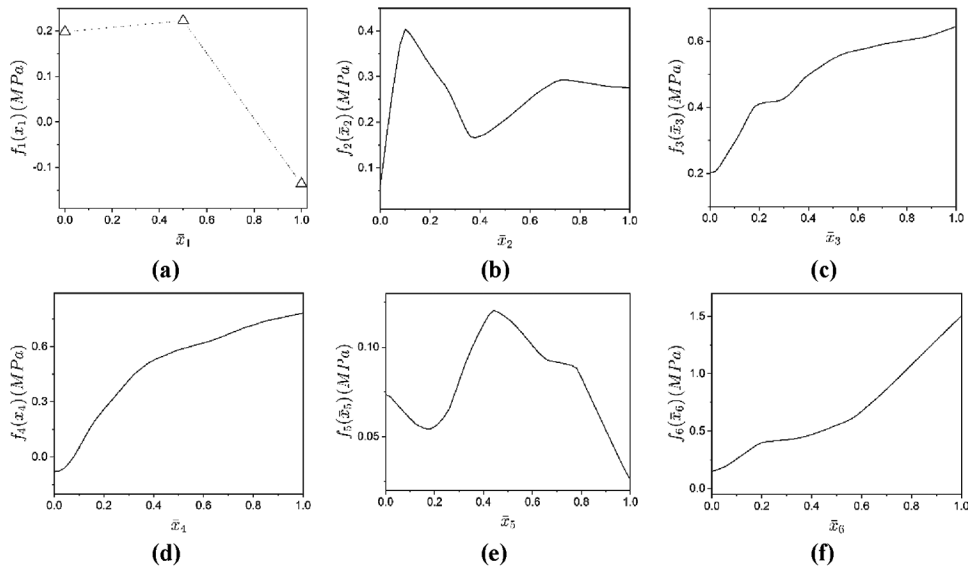 f₁(x₁)(MPa)
0.2
0.1
0.0
-0.1
0.0 0.2 0.4 0.6 0.8 1.0
x̄₁
(a)
f₂(x̄₂)(MPa)
0.4
0.3
0.2
0.1
0.0 0.2 0.4 0.6 0.8 1.0
x̄₂
(b)
f₃(x̄₃)(MPa)
0.6
0.4
0.2
0.0 0.2 0.4 0.6 0.8 1.0
x̄₃
(c)
f₄(x₄)(MPa)
0.6
0.3
0.0
0.0 0.2 0.4 0.6 0.8 1.0
x̄₄
(d)
f₅(x̄₅)(MPa)
0.10
0.05
0.0 0.2 0.4 0.6 0.8 1.0
x̄₅
(e)
f₆(x̄₆)(MPa)
1.5
1.0
0.5
0.0
0.0 0.2 0.4 0.6 0.8 1.0
x̄₆
(f)